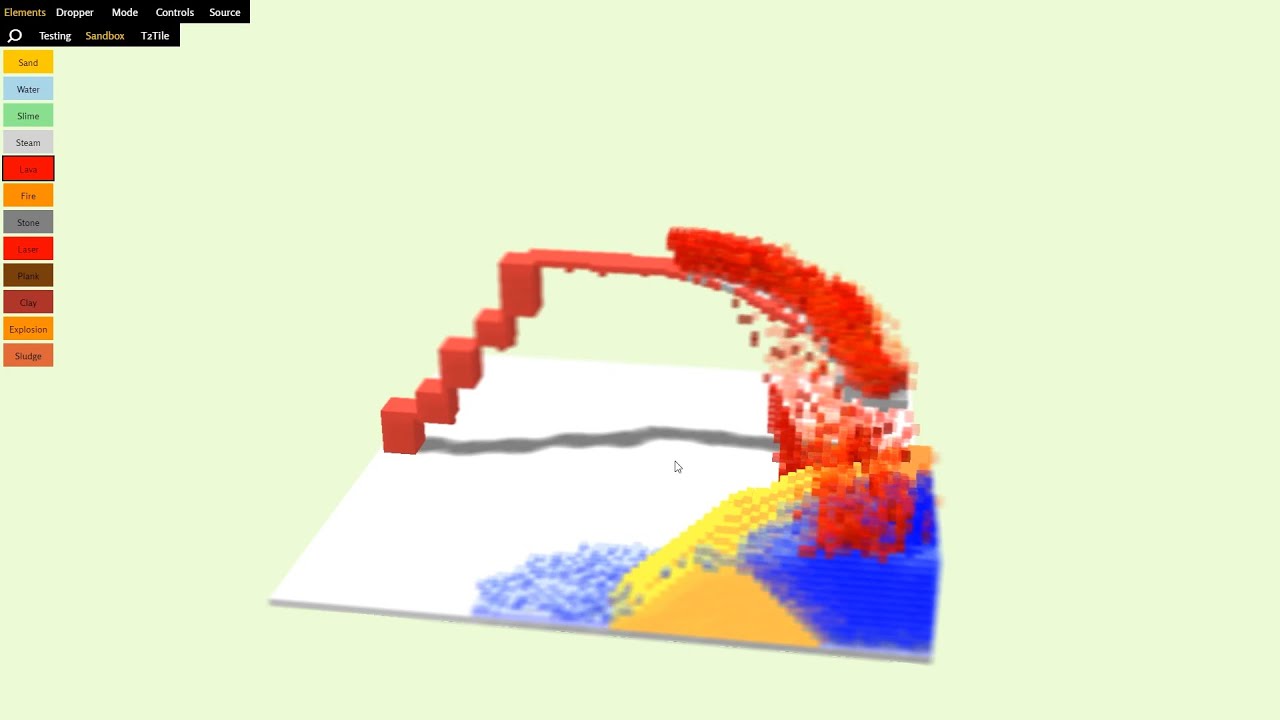 Elements Dropper Mode Controls Source
Testing Sandbox T2Tile
Sand
Water
Slime
Steam
Lava
Fire
Stone
Laser
Plank
Clay
Explosion
Sludge